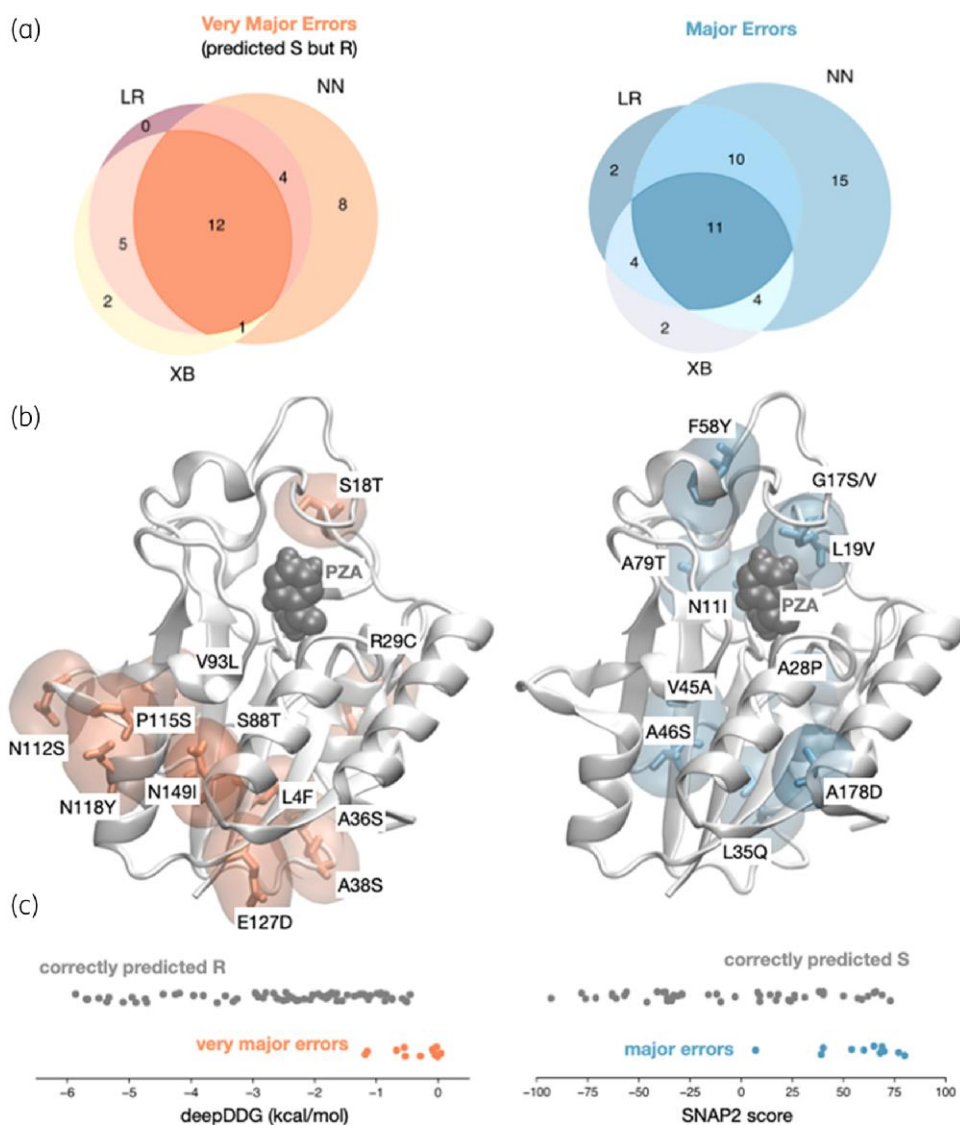 (a)
Very Major Errors
(predicted S but R)
LR
NN
0
4
8
12
5
2
1
XB
Major Errors
LR
NN
2
10
15
11
4
4
2
XB
(b)
S18T
PZA
R29C
V93L
P115S
S88T
N112S
N118Y
N149I
L4F
A36S
A38S
E127D
F58Y
G17S/V
A79T
L19V
N11I
PZA
A28P
V45A
A46S
A178D
L35Q
(c)
correctly predicted R
very major errors
−6 −5 −4 −3 −2 −1 0
deepDDG (kcal/mol)
correctly predicted S
major errors
−100 −75 −50 −25 0 25 50 75 100
SNAP2 score